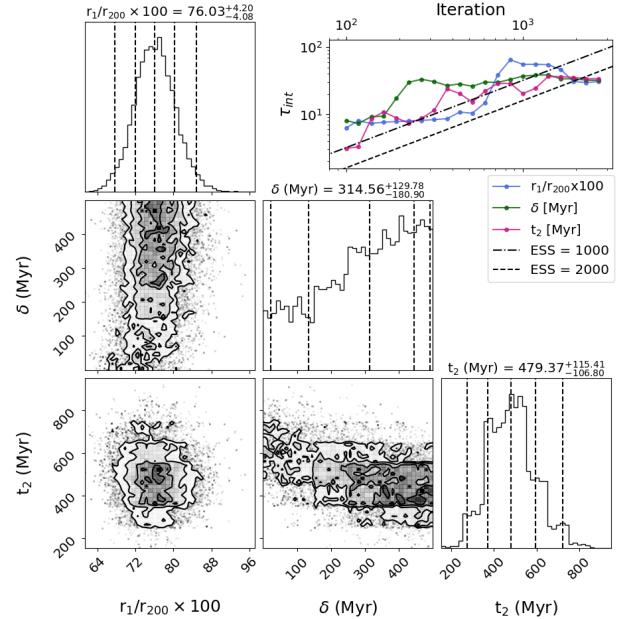 r₁/r₂₀₀ × 100 = 76.03+4.20−4.08
Iteration
10² 10³
10²
10¹
τint
r₁/r₂₀₀x100
δ [Myr]
t₂ [Myr]
ESS = 1000
ESS = 2000
δ (Myr) = 314.56+129.78−180.90
400
300
200
100
δ (Myr)
t₂ (Myr) = 479.37+115.41−106.80
800
600
400
200
t₂ (Myr)
64 72 80 88 96
100 200 300 400
200 400 600 800
r₁/r₂₀₀ × 100
δ (Myr)
t₂ (Myr)